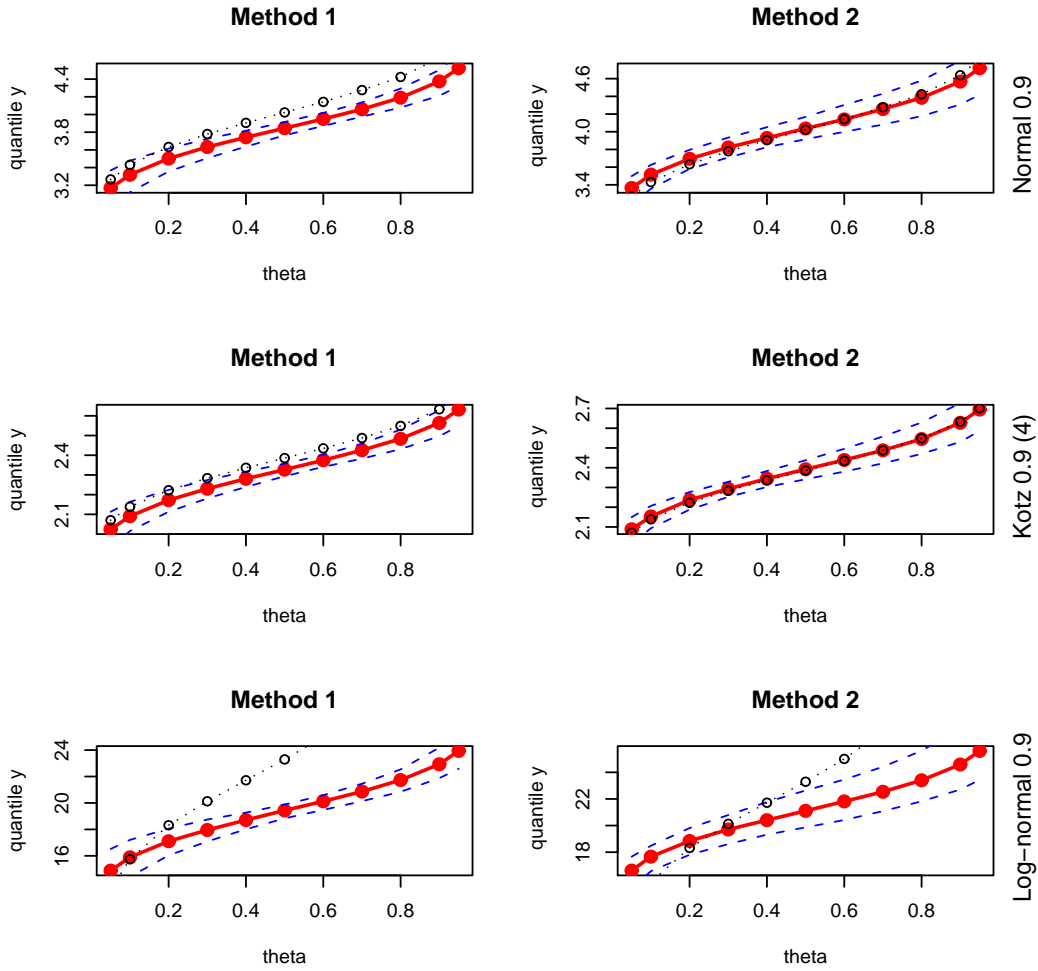 Method 1
quantile y
3.2 3.8 4.4
0.2 0.4 0.6 0.8
theta
Method 2
quantile y
3.4 4.0 4.6
0.2 0.4 0.6 0.8
theta
Normal 0.9
Method 1
quantile y
2.1 2.4
0.2 0.4 0.6 0.8
theta
Method 2
quantile y
2.1 2.4 2.7
0.2 0.4 0.6 0.8
theta
Kotz 0.9 (4)
Method 1
quantile y
16 20 24
0.2 0.4 0.6 0.8
theta
Method 2
quantile y
18 22
0.2 0.4 0.6 0.8
theta
Log−normal 0.9